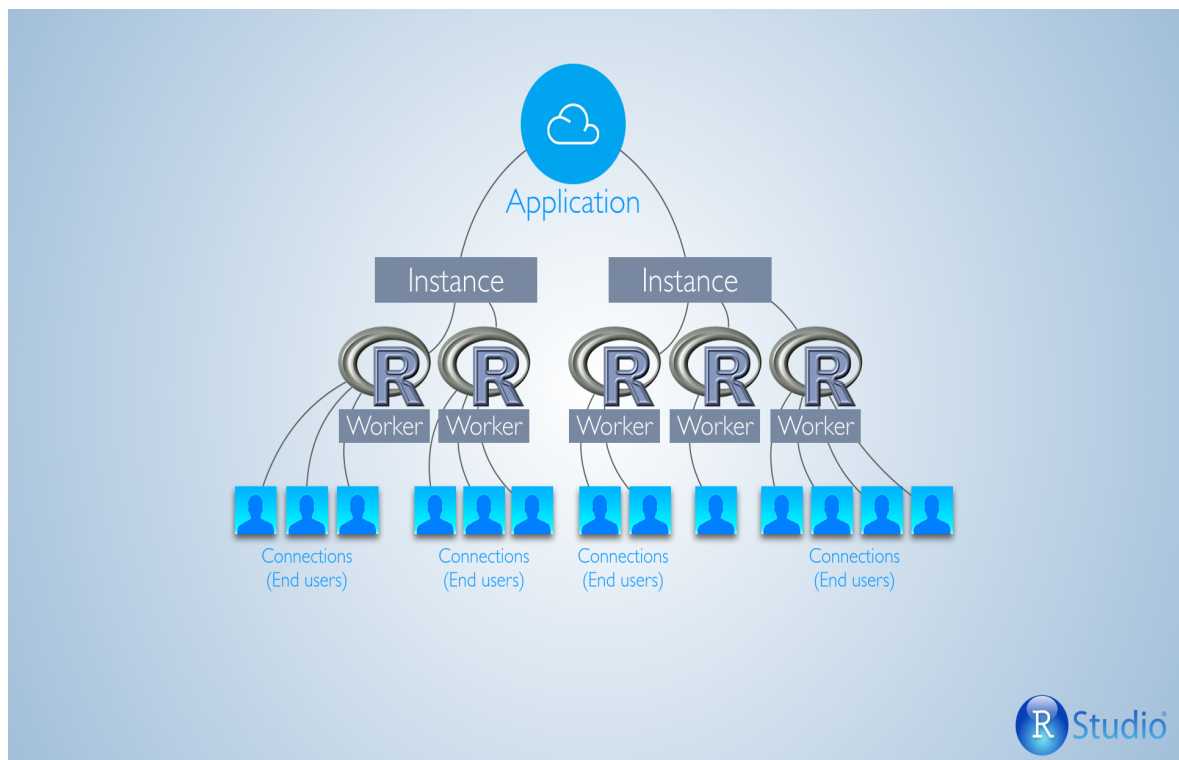 Application
Instance
Instance
R
R
R
R
R
Worker
Worker
Worker
Worker
Worker
Connections
(End users)
Connections
(End users)
Connections
(End users)
Connections
(End users)
R Studio®